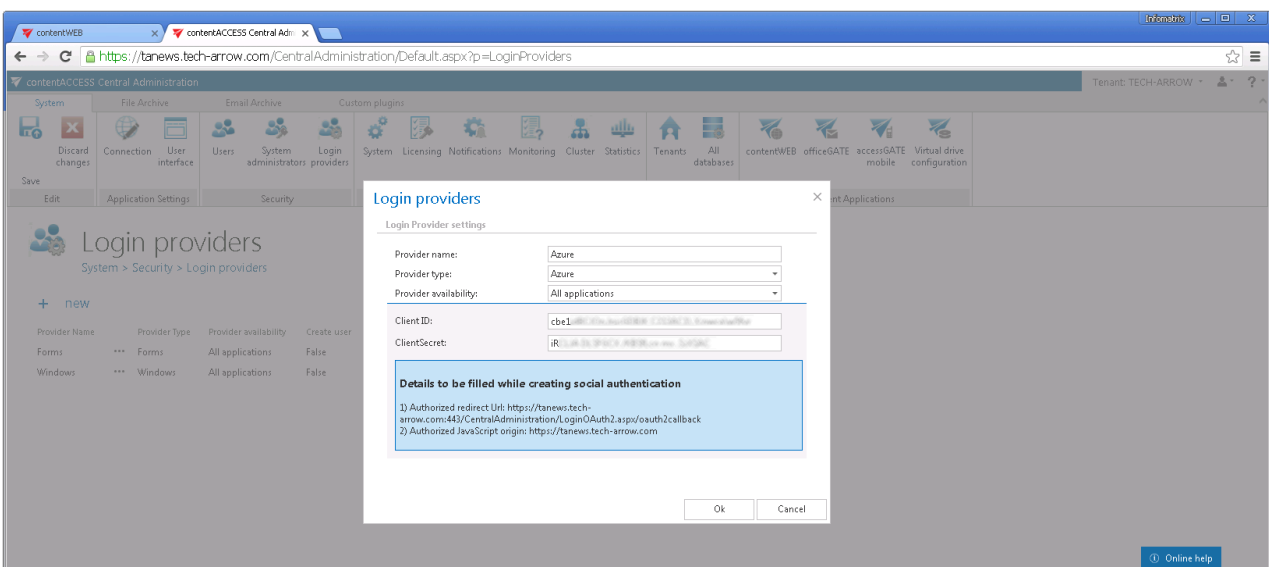 Infomatrix
contentWEB
contentACCESS Central Adm
https://tanews.tech-arrow.com/CentralAdministration/Default.aspx?p=LoginProviders
contentACCESS Central Administration
Tenant: TECH-ARROW
System File Archive Email Archive Custom plugins
Save
Discard changes
Connection
User interface
Users
System administrators
Login providers
System
Licensing
Notifications
Monitoring
Cluster
Statistics
Tenants
All databases
contentWEB
officeGATE
accessGATE mobile
Virtual drive configuration
Edit Application Settings Security nt Applications
Login providers
System > Security > Login providers
+ new
Provider Name Provider Type Provider availability Create user
Forms ••• Forms All applications False
Windows ••• Windows All applications False
Login providers
Login Provider settings
Provider name: Azure
Provider type: Azure
Provider availability: All applications
Client ID: cbe1
ClientSecret: iR
Details to be filled while creating social authentication
1) Authorized redirect Url: https://tanews.tech-
arrow.com:443/CentralAdministration/LoginOAuth2.aspx/oauth2callback
2) Authorized JavaScript origin: https://tanews.tech-arrow.com
Ok Cancel
Online help